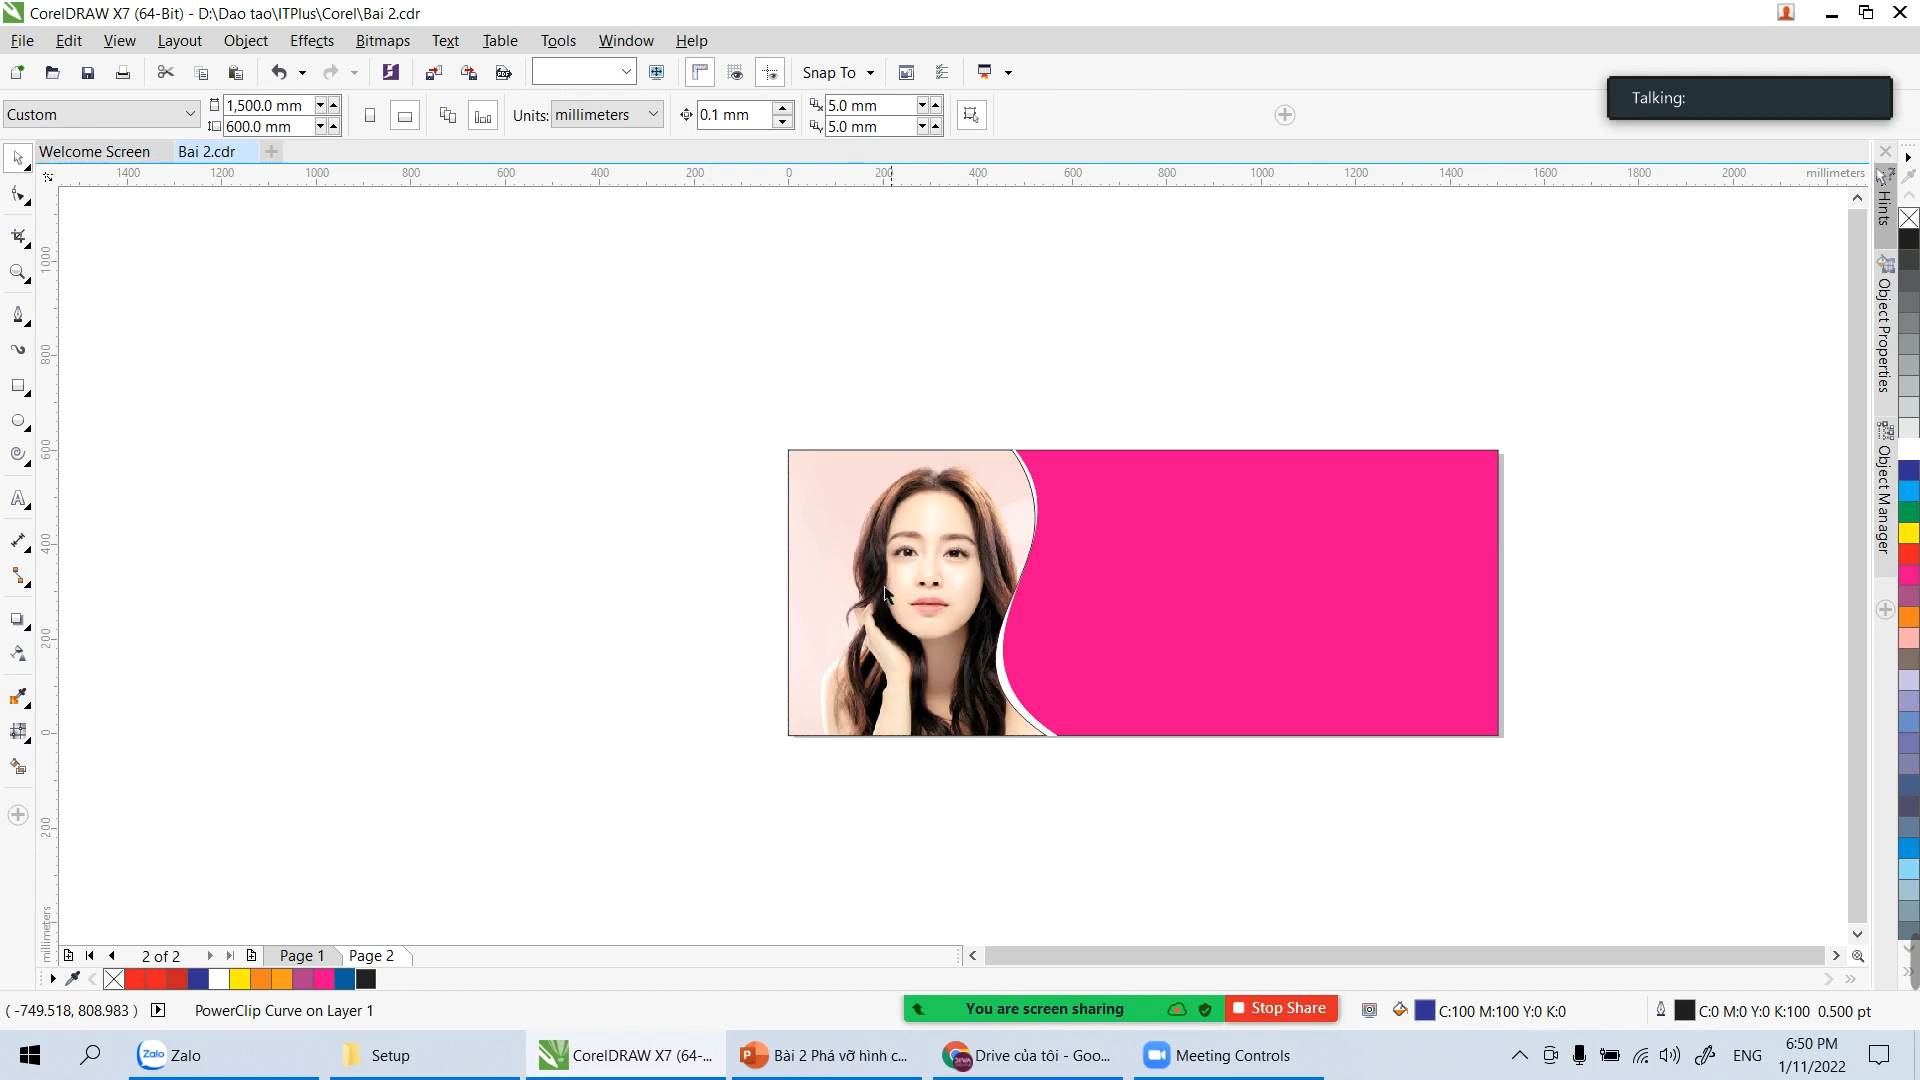 CorelDRAW X7 (64-Bit) - D:\Dao tao\ITPlus\Corel\Bai 2.cdr
File Edit View Layout Object Effects Bitmaps Text Table Tools Window Help
Snap To
Talking:
Custom
1,500.0 mm
600.0 mm
Units: millimeters
0.1 mm
5.0 mm
5.0 mm
Welcome Screen
Bai 2.cdr
1400 1200 1000 800 600 400 200 0 200 400 600 800 1000 1200 1400 1600 1800 2000 millimeters
1000
800
600
400
200
0
200
millimeters
Hints
Object Properties
Object Manager
2 of 2
Page 1
Page 2
( -749.518, 808.983 )
PowerClip Curve on Layer 1
You are screen sharing
Stop Share
C:100 M:100 Y:0 K:0
C:0 M:0 Y:0 K:100 0.500 pt
Zalo
Zalo
Setup
CorelDRAW X7 (64-...
Bài 2 Phá vỡ hình c...
Drive của tôi - Goo...
Meeting Controls
ENG
6:50 PM
1/11/2022